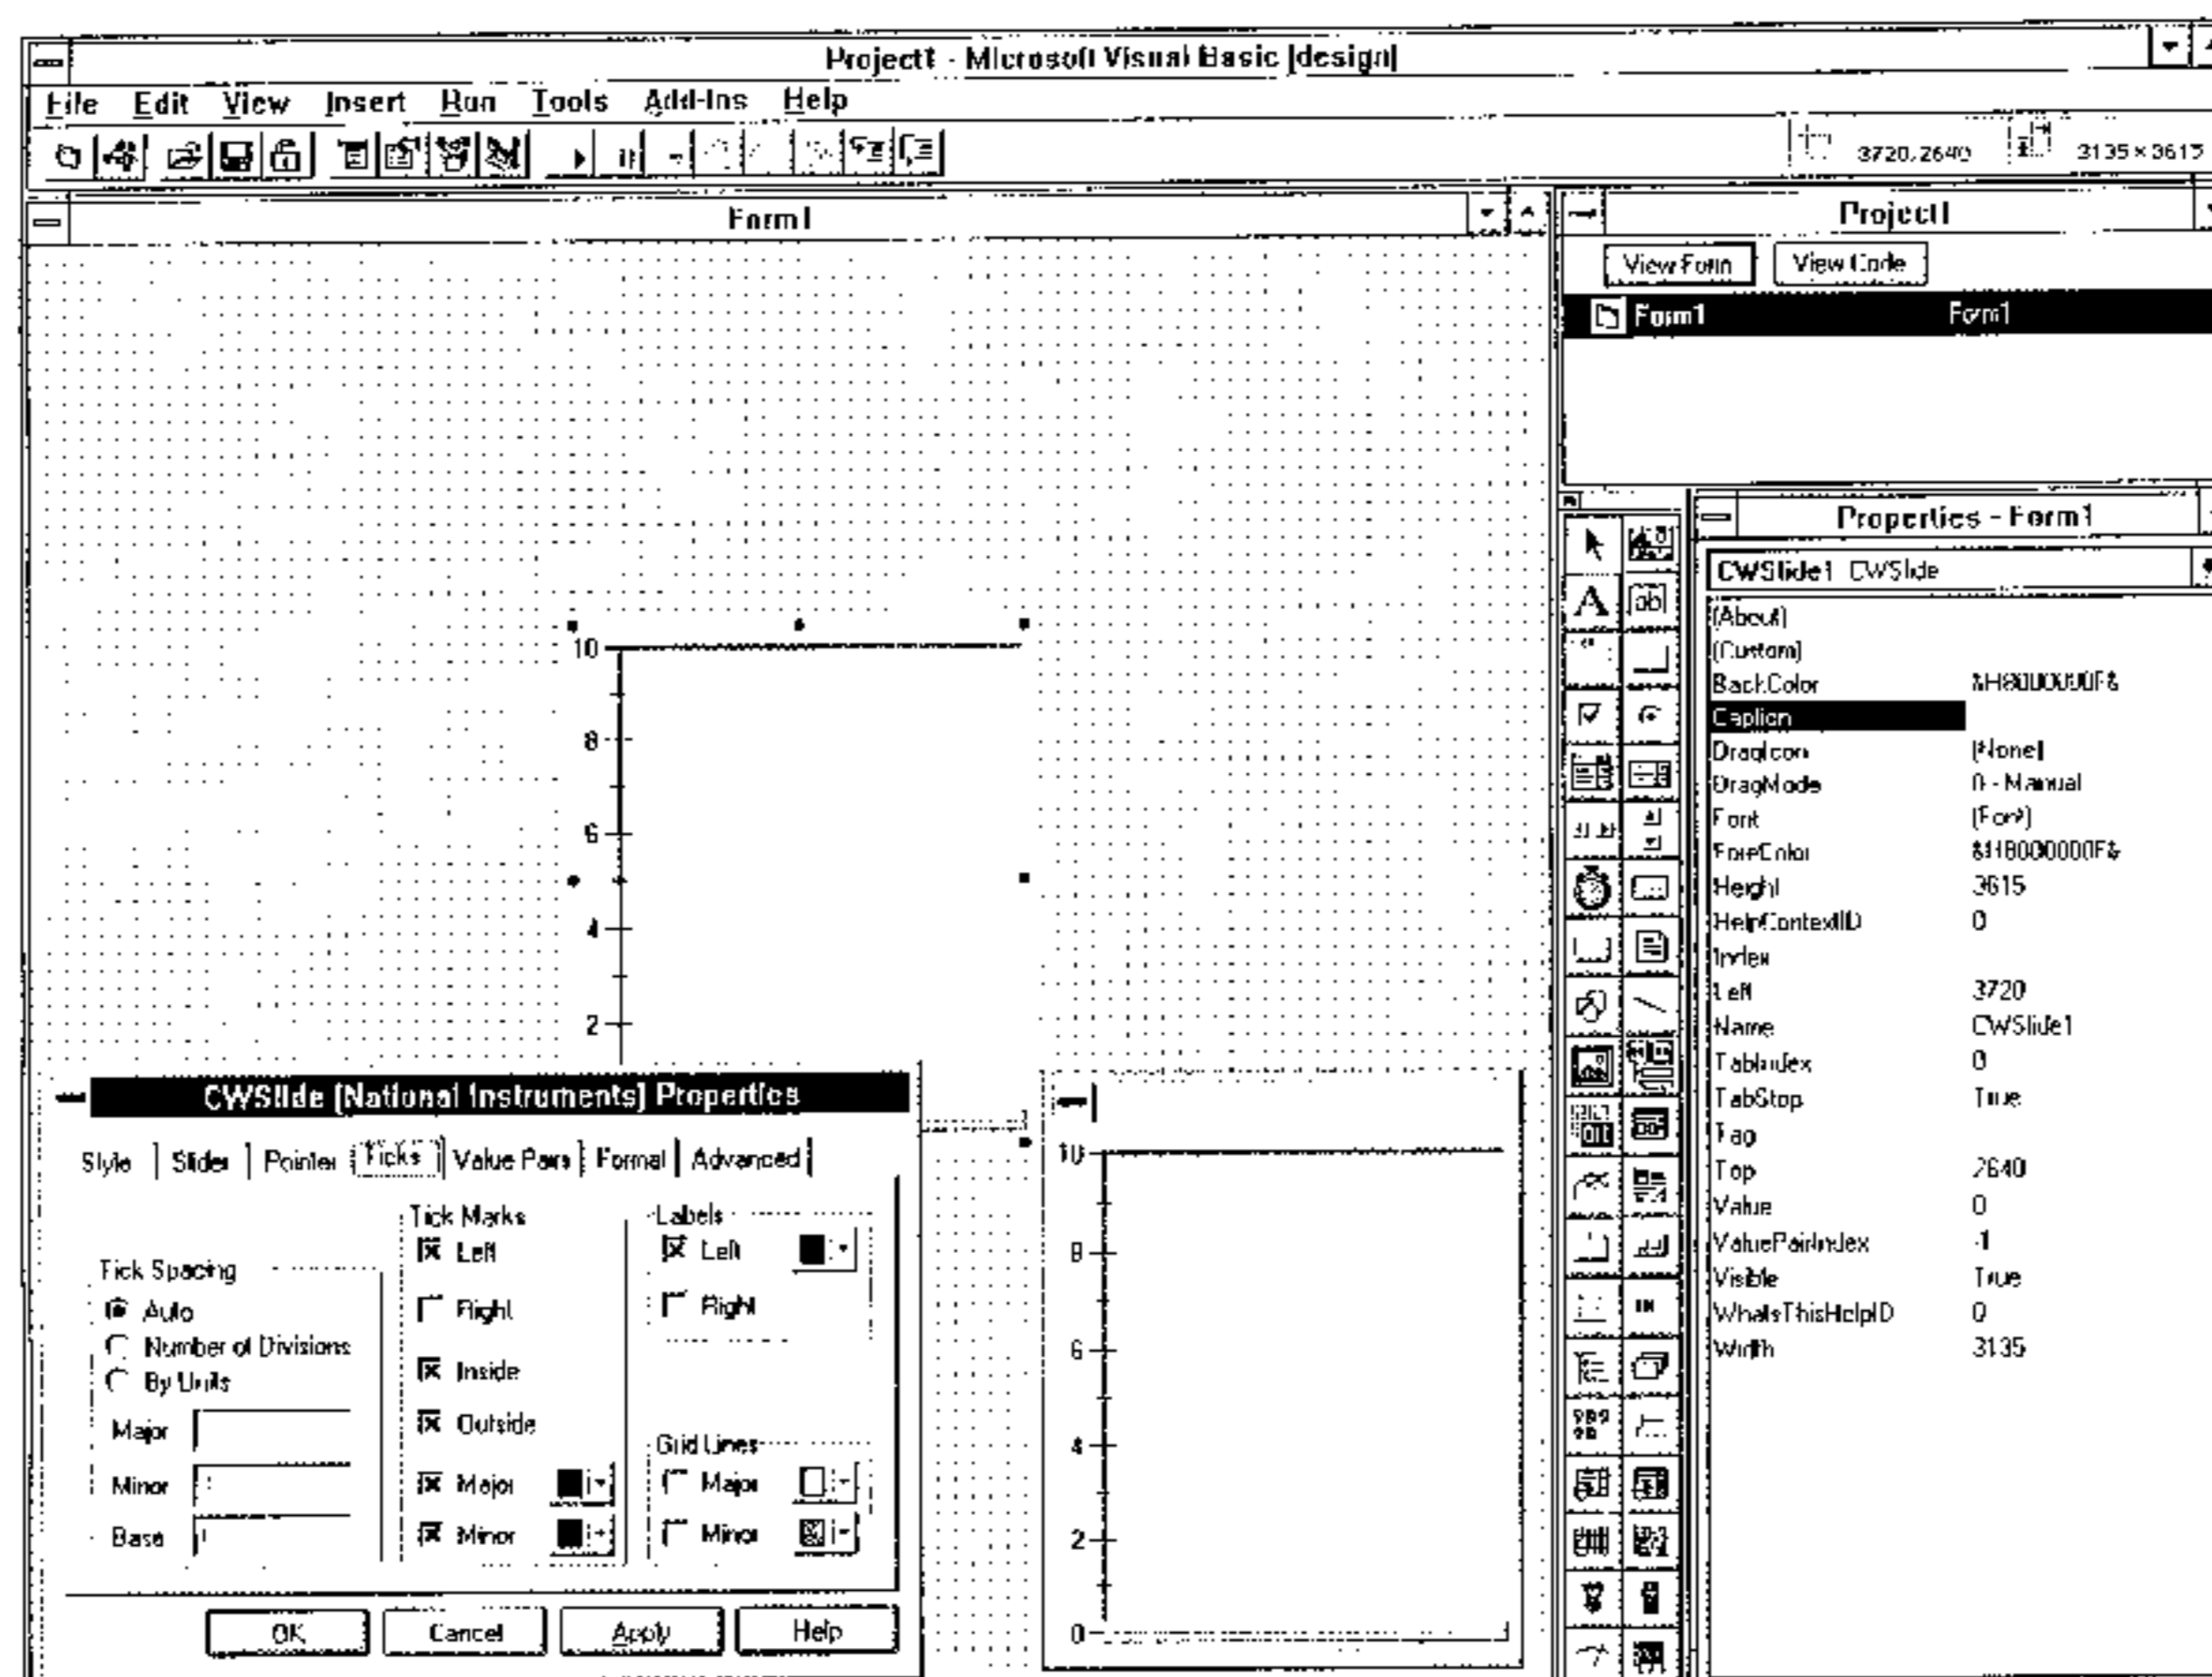 Project1 - Microsoft Visual Basic [design]
File Edit View Insert Run Tools Add-Ins Help
3720,2640 3135 × 3615
Form1
Project1
View Form View Code
Form1 Form1
Properties - Form1
CWSlide1 CWSlide
(About)
(Custom)
BackColor &H8000000F&
Caption
DragIcon (None)
DragMode 0 - Manual
Font (Font)
ForeColor &H8000000F&
Height 3615
HelpContextID 0
Index
Left 3720
Name CWSlide1
TabIndex 0
TabStop True
Tag
Top 2640
Value 0
ValuePairIndex -1
Visible True
WhatsThisHelpID 0
Width 3135
10
8
6
4
2
CWSlide [National Instruments] Properties
Style Slider Pointer Ticks Value Pairs Format Advanced
Tick Spacing
Auto
Number of Divisions
By Units
Major
Minor
Base
Tick Marks
Left
Right
Inside
Outside
Major
Minor
Labels
Left
Right
Grid Lines
Major
Minor
OK Cancel Apply Help
10
8
6
4
2
0